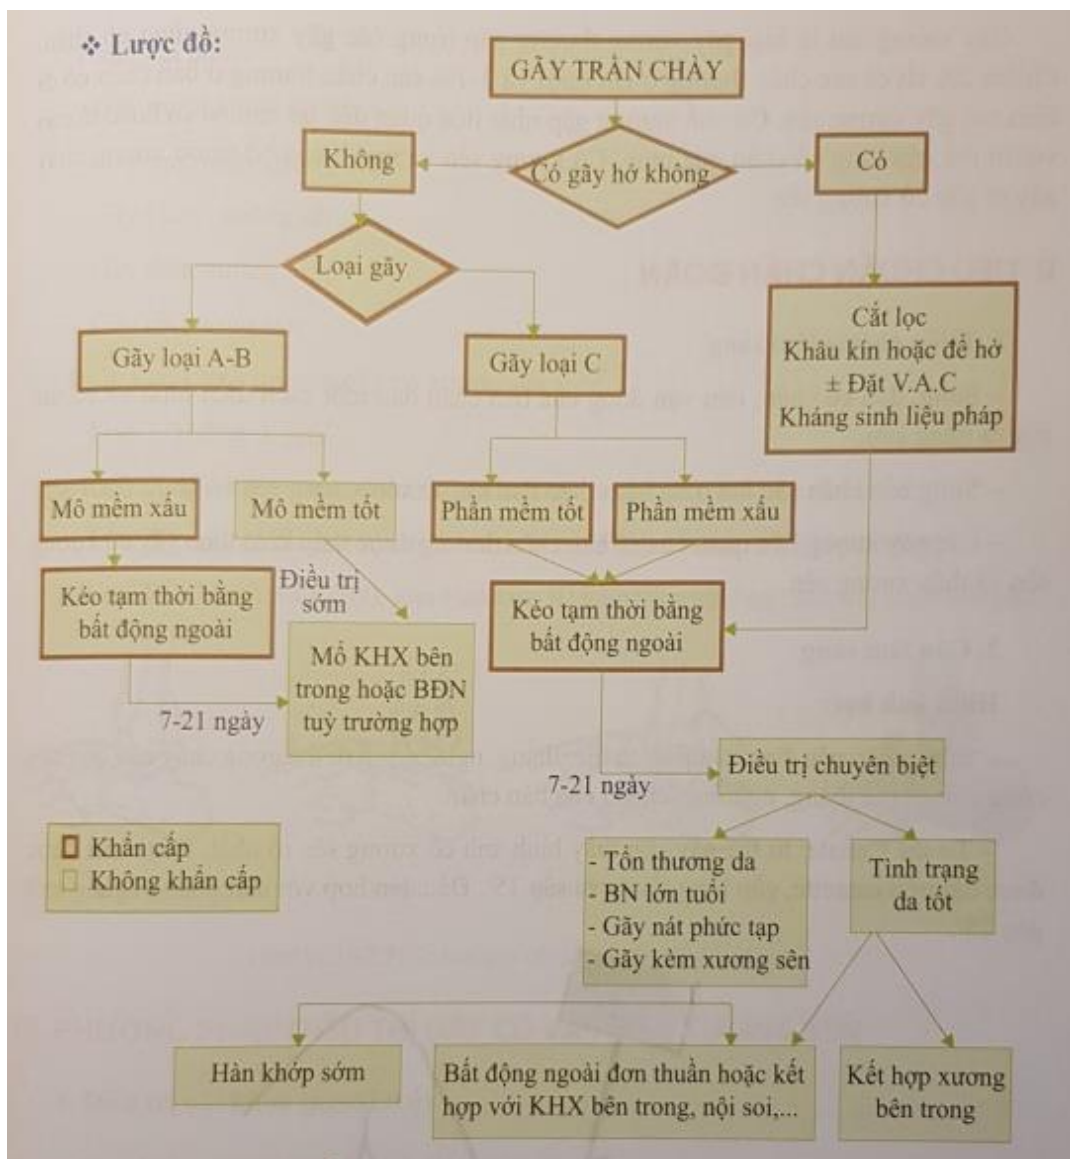 ❖ Lược đồ:
GÃY TRẦN CHÀY
Có gãy hở không
Không
Có
Loại gãy
Cắt lọc
Khâu kín hoặc để hở
± Đặt V.A.C
Kháng sinh liệu pháp
Gãy loại A-B
Gãy loại C
Mô mềm xấu
Mô mềm tốt
Phần mềm tốt
Phần mềm xấu
Kéo tạm thời bằng
bất động ngoài
Điều trị
sớm
Kéo tạm thời bằng
bất động ngoài
Mổ KHX bên
trong hoặc BĐN
tuỳ trường hợp
7-21 ngày
7-21 ngày
Điều trị chuyên biệt
Khẩn cấp
Không khẩn cấp
- Tổn thương da
- BN lớn tuổi
- Gãy nát phức tạp
- Gãy kèm xương sên
Tình trạng
da tốt
Hàn khớp sớm
Bất động ngoài đơn thuần hoặc kết
hợp với KHX bên trong, nội soi,...
Kết hợp xương
bên trong